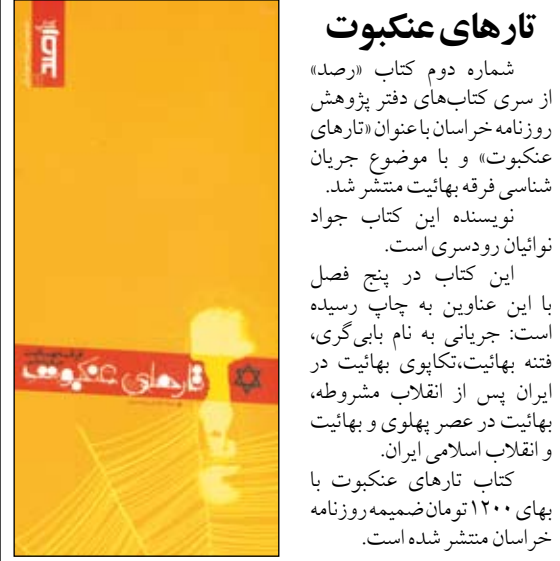 تارهای عنکبوت
شماره دوم کتاب «رصد»
از سری کتاب‌های دفتر پژوهش
روزنامه خراسان با عنوان «تارهای
عنکبوت» و با موضوع جریان
شناسی فرقه بهائیت منتشر شد.
نویسنده این کتاب جواد
نوائیان رودسری است.
این کتاب در پنج فصل
با این عناوین به چاپ رسیده
است: جریانی به نام بابی‌گری،
فتنه بهائیت،تکاپوی بهائیت در
ایران پس از انقلاب مشروطه،
بهائیت در عصر پهلوی و بهائیت
و انقلاب اسلامی ایران.
کتاب تارهای عنکبوت با
بهای ۱۲۰۰ تومان ضمیمه روزنامه
خراسان منتشر شده است.
رصد
تارهای عنکبوت